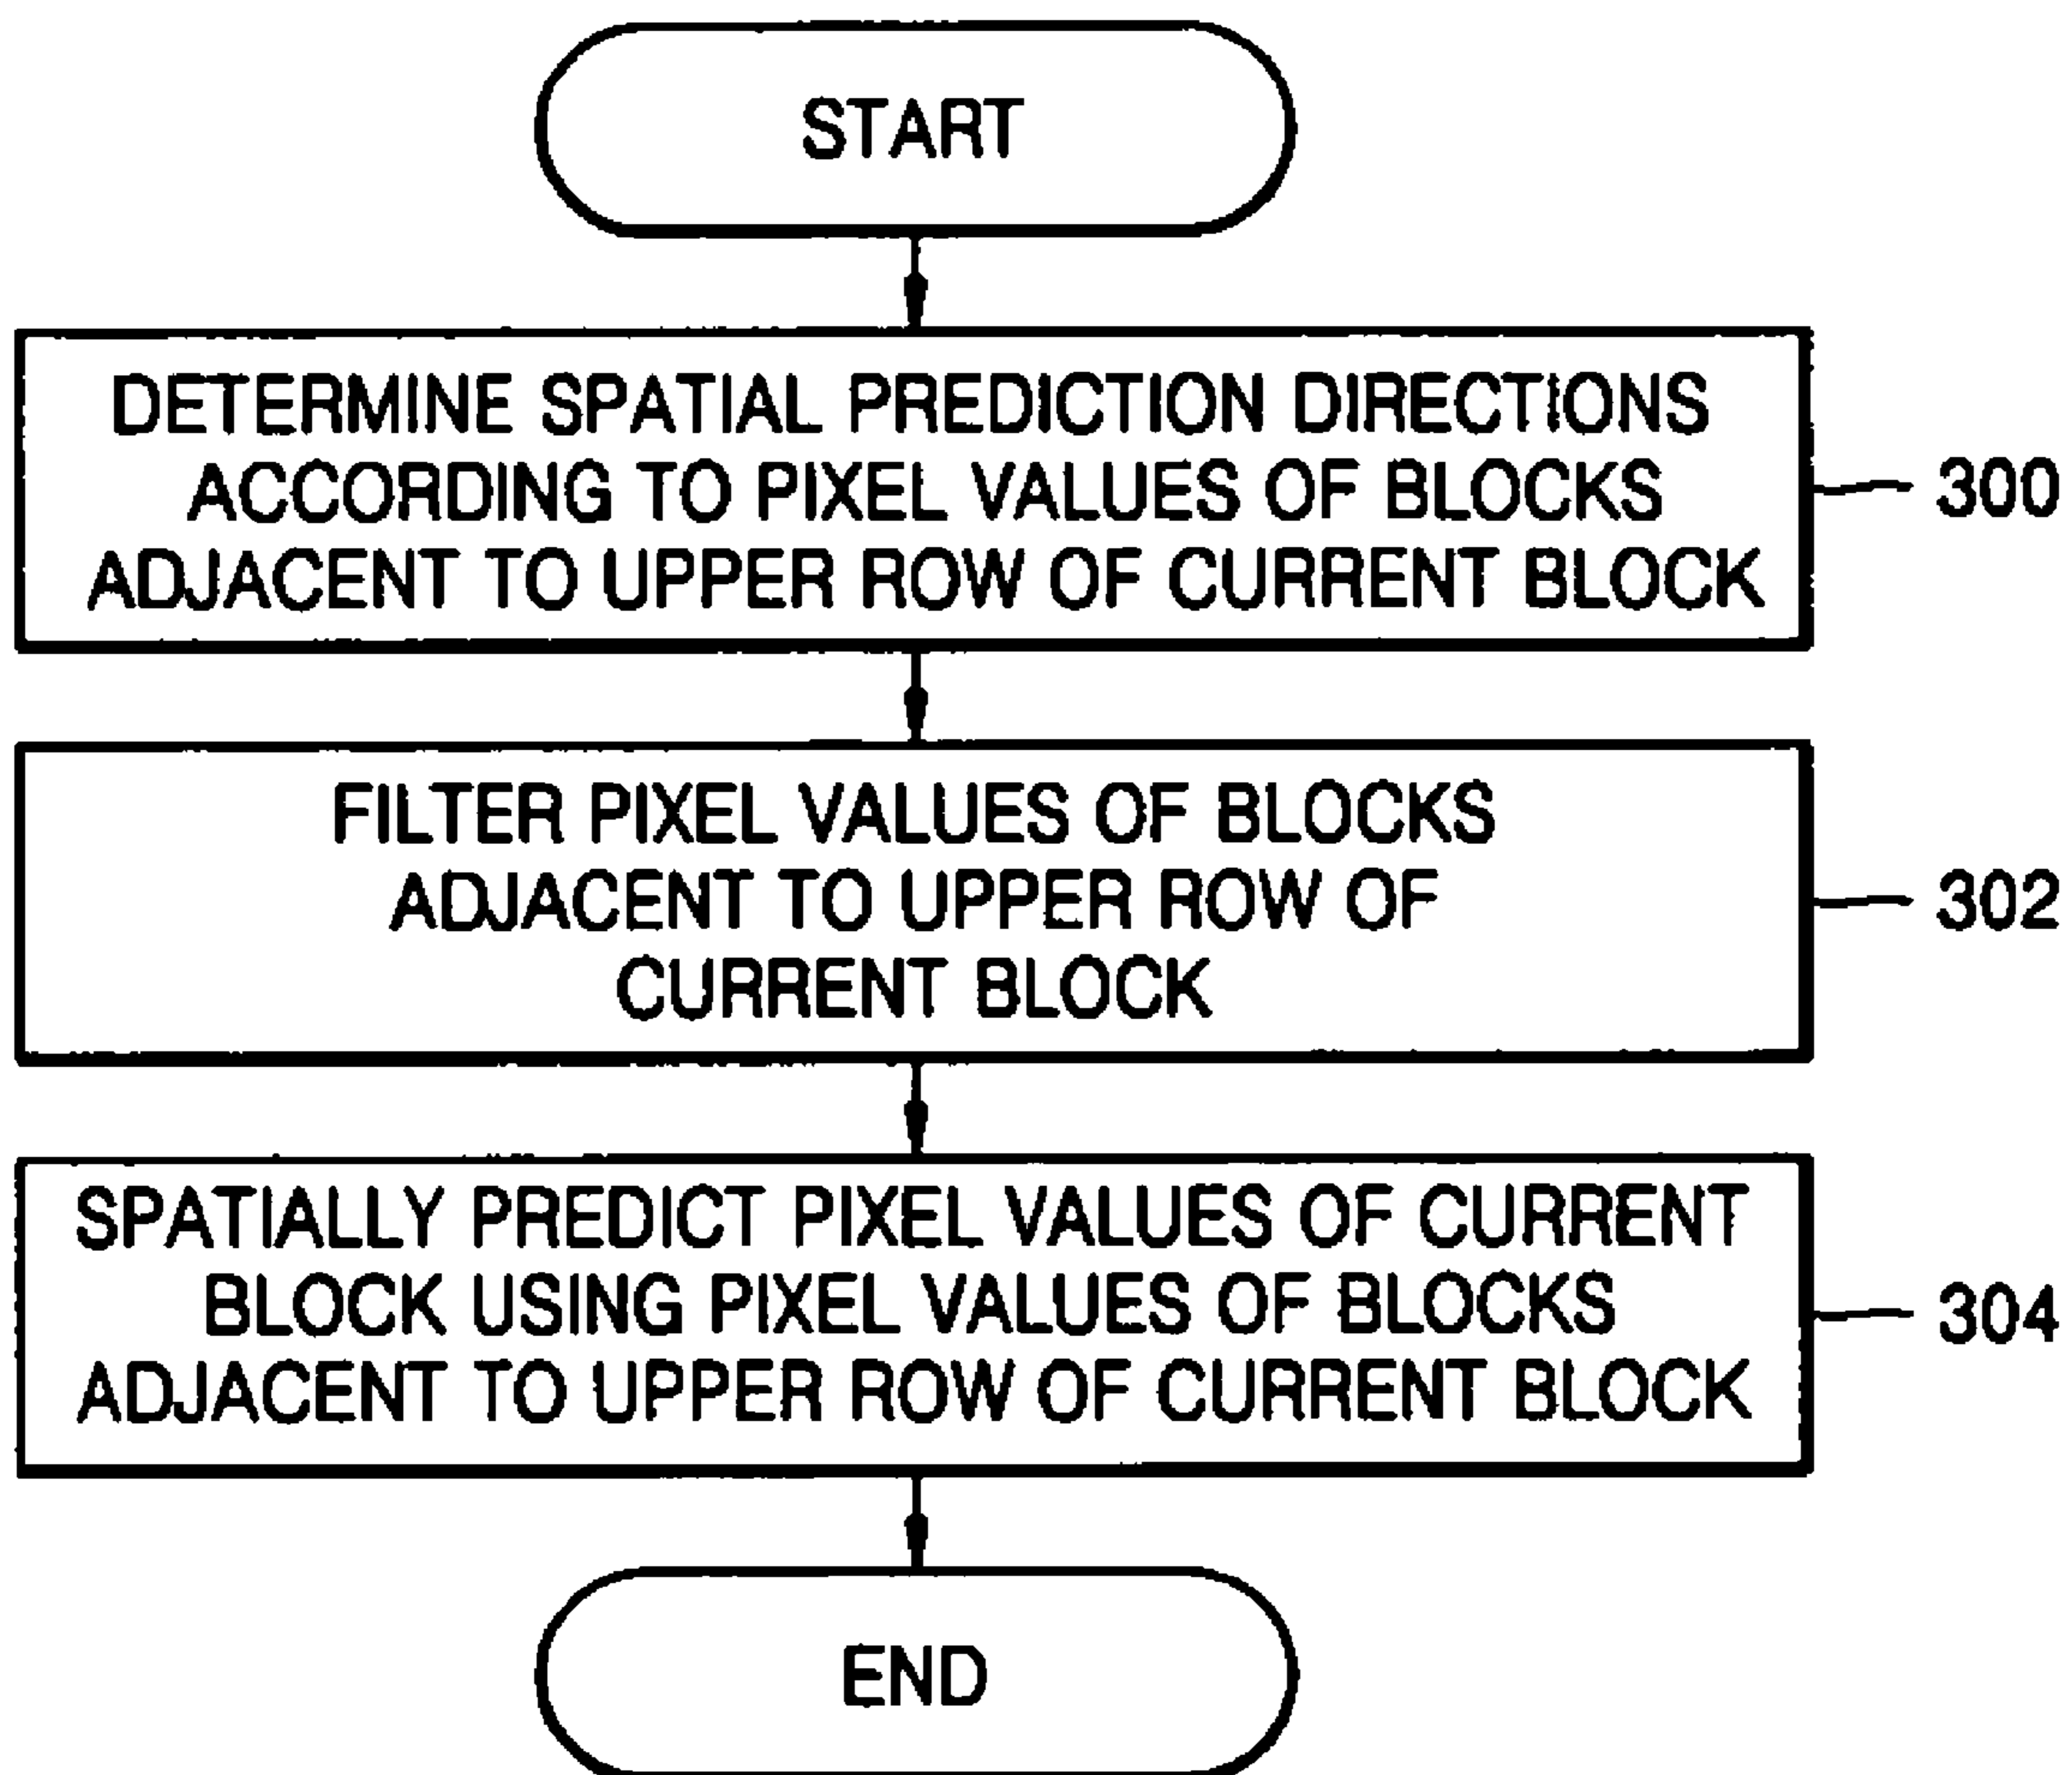 START
DETERMINE SPATIAL PREDICTION DIRECTIONS
ACCORDING TO PIXEL VALUES OF BLOCKS
ADJACENT TO UPPER ROW OF CURRENT BLOCK
300
FILTER PIXEL VALUES OF BLOCKS
ADJACENT TO UPPER ROW OF
CURRENT BLOCK
302
SPATIALLY PREDICT PIXEL VALUES OF CURRENT
BLOCK USING PIXEL VALUES OF BLOCKS
ADJACENT TO UPPER ROW OF CURRENT BLOCK
304
END